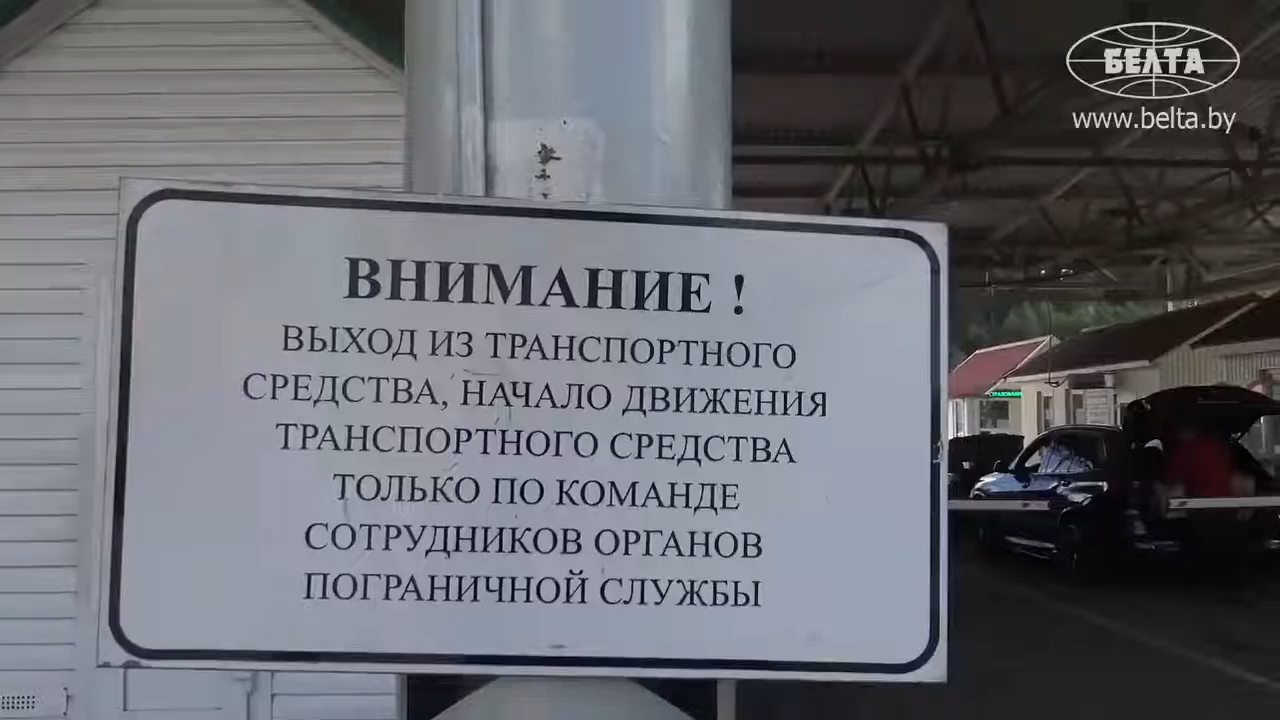 БЕЛТА
www.belta.by
ВНИМАНИЕ !
ВЫХОД ИЗ ТРАНСПОРТНОГО
СРЕДСТВА, НАЧАЛО ДВИЖЕНИЯ
ТРАНСПОРТНОГО СРЕДСТВА
ТОЛЬКО ПО КОМАНДЕ
СОТРУДНИКОВ ОРГАНОВ
ПОГРАНИЧНОЙ СЛУЖБЫ